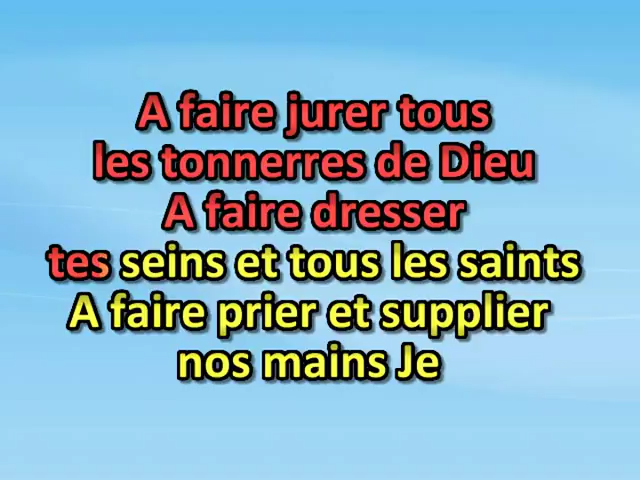 A faire jurer tous
les tonnerres de Dieu
A faire dresser
tes seins et tous les saints
A faire prier et supplier
nos mains Je